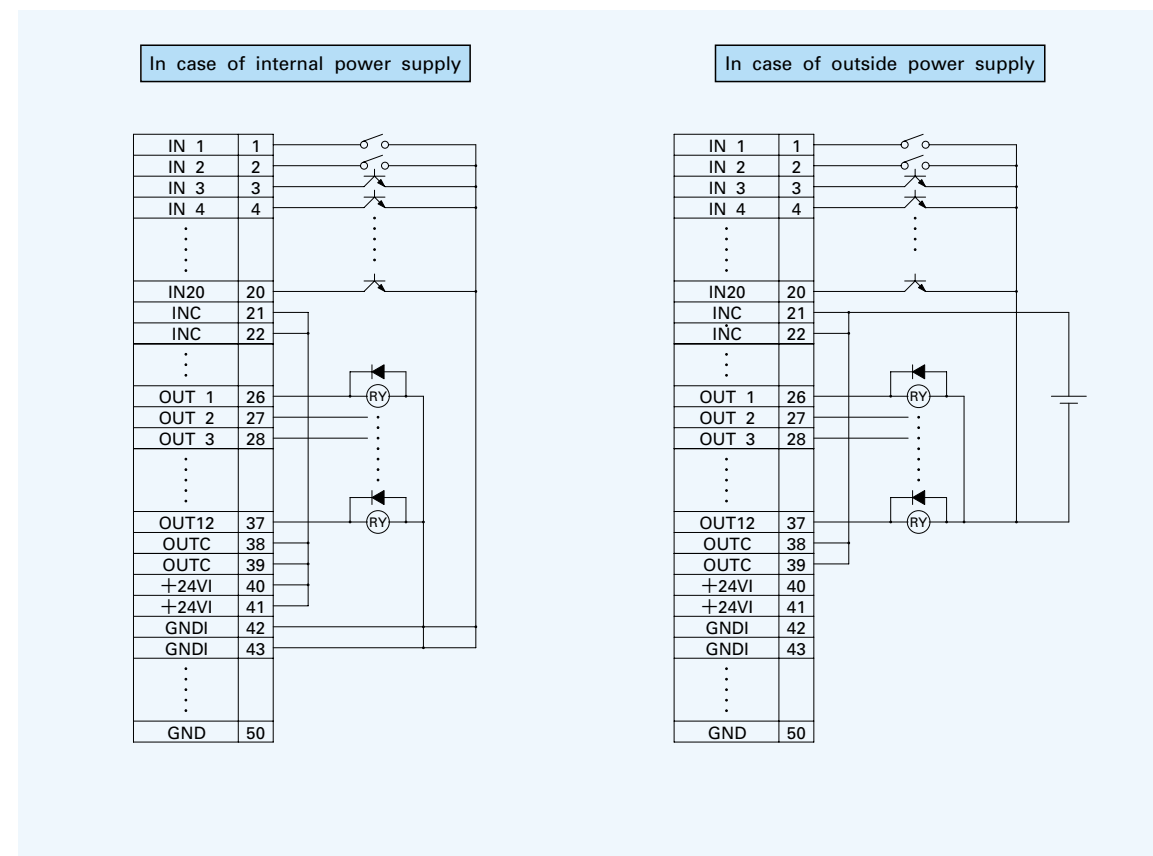 In case of internal power supply
IN 1 1
IN 2 2
IN 3 3
IN 4 4
IN20 20
INC 21
INC 22
OUT 1 26
RY
OUT 2 27
OUT 3 28
OUT12 37
RY
OUTC 38
OUTC 39
+24VI 40
+24VI 41
GNDI 42
GNDI 43
GND 50
In case of outside power supply
IN 1 1
IN 2 2
IN 3 3
IN 4 4
IN20 20
INC 21
INC 22
OUT 1 26
RY
OUT 2 27
OUT 3 28
OUT12 37
RY
OUTC 38
OUTC 39
+24VI 40
+24VI 41
GNDI 42
GNDI 43
GND 50